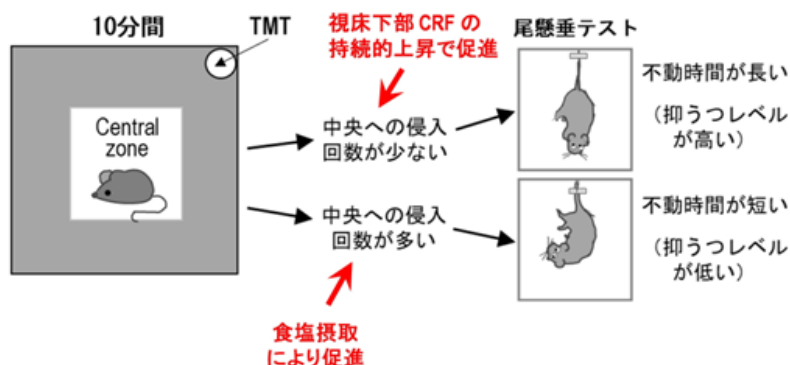 10分間
TMT
視床下部 CRF の
持続的上昇で促進
尾懸垂テスト
Central
zone
中央への侵入
回数が少ない
不動時間が長い
（抑うつレベル
が高い）
中央への侵入
回数が多い
不動時間が短い
（抑うつレベル
が低い）
食塩摂取
により促進